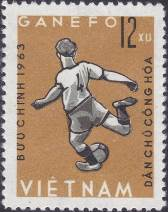 GANEFO
12 XU
BƯU CHÍNH 1963
DÂN CHỦ CỘNG HÒA
VIỆTNAM